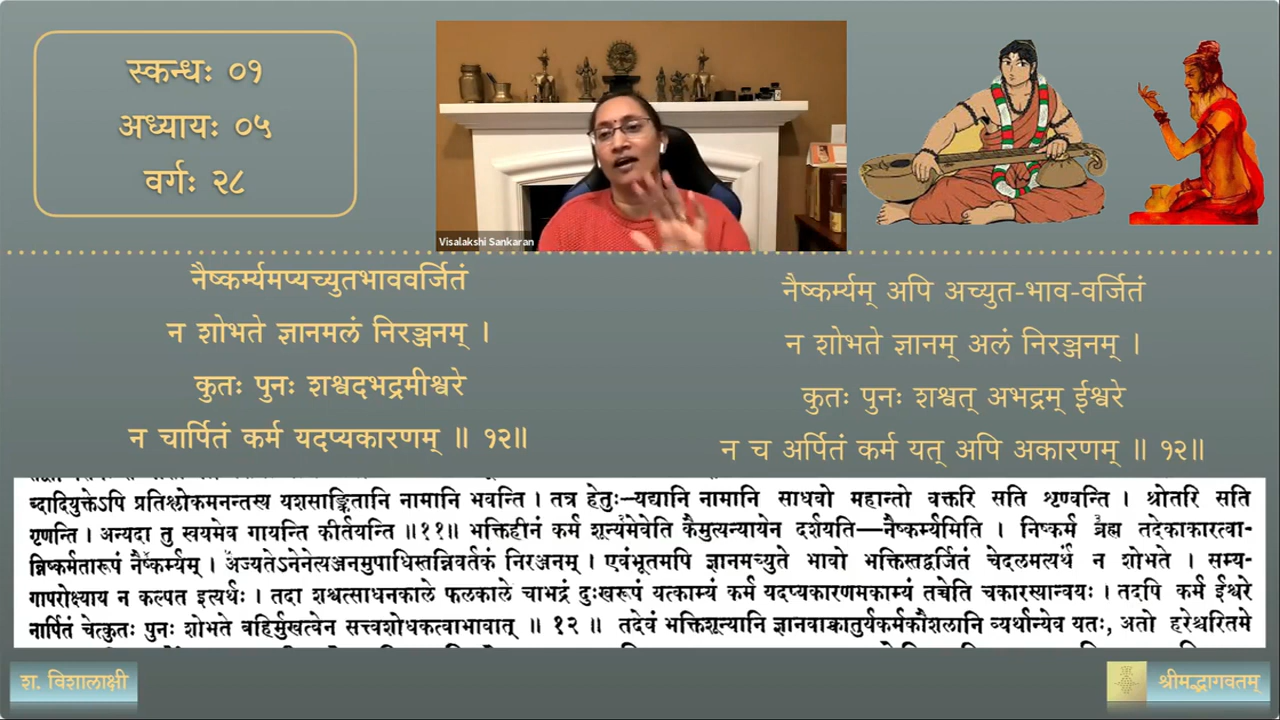 स्कन्धः ०१
अध्यायः ०५
वर्गः २८
Visalakshi Sankaran
नैष्कर्म्यमप्यच्युतभाववर्जितं
न शोभते ज्ञानमलं निरञ्जनम् ।
कुतः पुनः शश्वदभद्रमीश्वरे
न चार्पितं कर्म यदप्यकारणम् ॥ १२॥
नैष्कर्म्यम् अपि अच्युत-भाव-वर्जितं
न शोभते ज्ञानम् अलं निरञ्जनम् ।
कुतः पुनः शश्वत् अभद्रम् ईश्वरे
न च अर्पितं कर्म यत् अपि अकारणम् ॥ १२॥
ब्दादियुक्तेऽपि प्रतिश्लोकमनन्तस्य यशसाङ्कितानि नामानि भवन्ति । तत्र हेतुः—यद्यानि नामानि साधवो महान्तो वक्तरि सति शृण्वन्ति । श्रोतरि सति
गृणन्ति । अन्यदा तु स्वयमेव गायन्ति कीर्तयन्ति ॥११॥ भक्तिहीनं कर्म शून्यमेवेति कैमुत्यन्यायेन दर्शयति—नैष्कर्म्यमिति । निष्कर्म ब्रह्म तदेकाकारत्वा-
न्निष्कर्मतारूपं नैष्कर्म्यम् । अज्यतेऽनेनेत्यञ्जनमुपाधिस्तन्निवर्तकं निरञ्जनम् । एवंभूतमपि ज्ञानमच्युते भावो भक्तिस्तद्वर्जितं चेदलमत्यर्थं न शोभते । सम्य-
गापरोक्ष्याय न कल्पत इत्यर्थः । तदा शश्वत्साधनकाले फलकाले चाभद्रं दुःखरूपं यत्काम्यं कर्म यदप्यकारणमकाम्यं तच्चेति चकारस्यान्वयः । तदपि कर्म ईश्वरे
नार्पितं चेत्कुतः पुनः शोभते बहिर्मुखत्वेन सत्त्वशोधकत्वाभावात् ॥ १२ ॥ तदेवं भक्तिशून्यानि ज्ञानवाक्चातुर्यकर्मकौशलानि व्यर्थान्येव यतः, अतो हरेश्चरितमे
श. विशालाक्षी
श्रीमद्भागवतम्